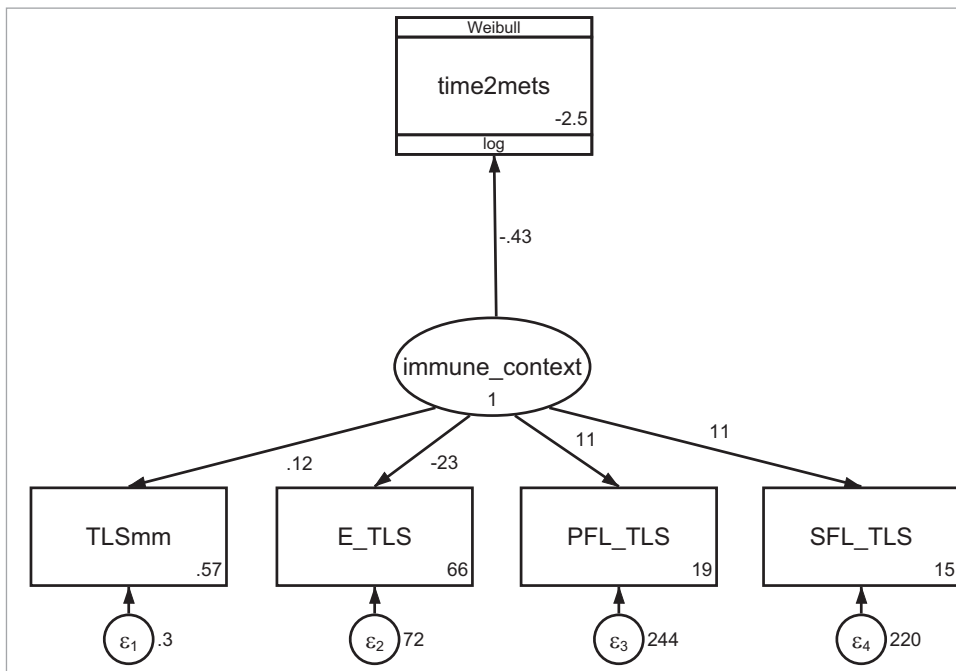 Weibull
time2mets
-2.5
log
-.43
immune_context
1
.12
-23
11
11
TLSmm
.57
E_TLS
66
PFL_TLS
19
SFL_TLS
15
ε1 .3
ε2 72
ε3 244
ε4 220